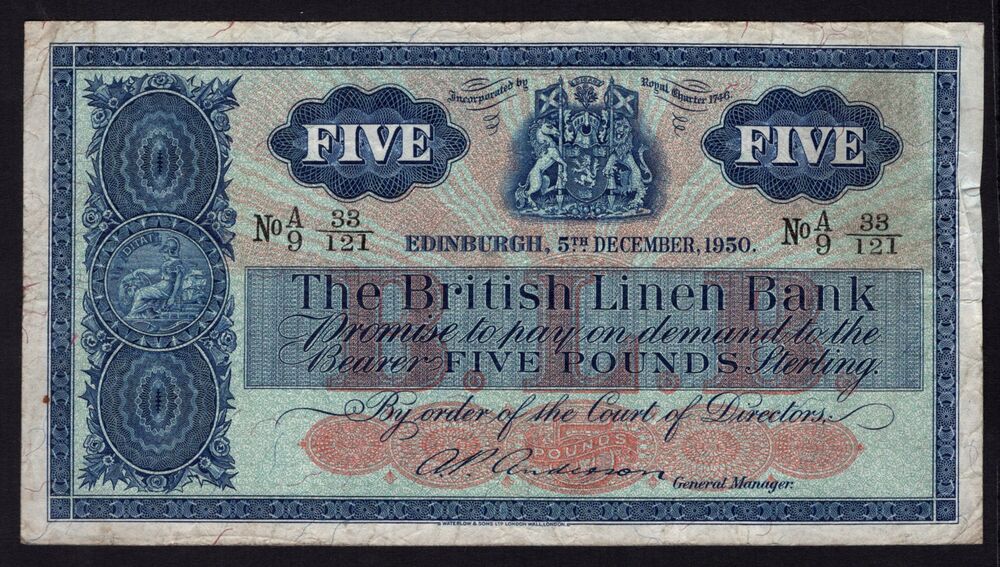 Incorporated by Royal Charter 1746.
FIVE FIVE
No A/9 33/121 No A/9 33/121
EDINBURGH, 5TH DECEMBER, 1950.
The British Linen Bank
Promise to pay on demand to the
Bearer FIVE POUNDS Sterling.
B.L.B.
By order of the Court of Directors.
POUNDS
A.P. Anderson
General Manager.
WATERLOW & SONS LTD LONDON WALL, LONDON.